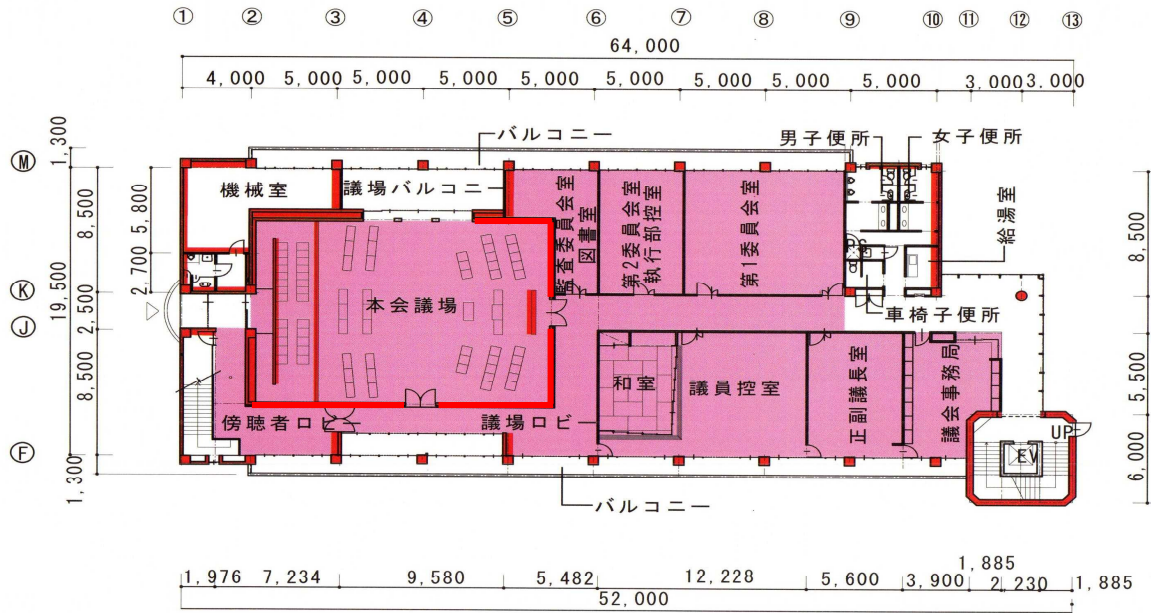 ① ② ③ ④ ⑤ ⑥ ⑦ ⑧ ⑨ ⑩ ⑪ ⑫ ⑬
64,000
4,000 5,000 5,000 5,000 5,000 5,000 5,000 5,000 5,000 3,000 3,000
バルコニー
男子便所
女子便所
Ⓜ
Ⓚ
Ⓙ
Ⓕ
1,300
8,500
19,500
2,500
8,500
1,300
5,800
2,700
機械室
議場バルコニー
監査委員会室
図書室
第2委員会室
執行部控室
第1委員会室
PS
給湯室
車椅子便所
8,500
5,500
6,000
本会議場
傍聴者ロビー
議場ロビー
和室
議員控室
正副議長室
議会事務局
UP
EV
バルコニー
1,885
1,976 7,234 9,580 5,482 12,228 5,600 3,900 2,230 1,885
52,000